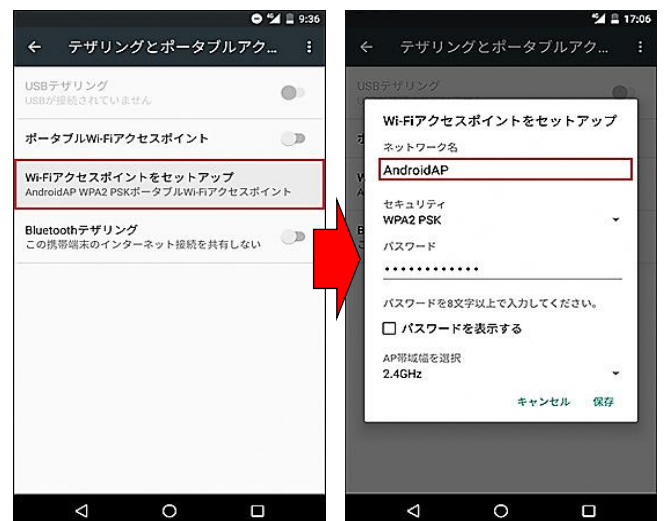 9:36
テザリングとポータブルアク...
USBテザリング
USBが接続されていません
ポータブルWi-Fiアクセスポイント
Wi-Fiアクセスポイントをセットアップ
AndroidAP WPA2 PSKポータブルWi-Fiアクセスポイント
Bluetoothテザリング
この携帯端末のインターネット接続を共有しない
17:06
テザリングとポータブルアク...
USBテザリング
Wi-Fiアクセスポイントをセットアップ
ネットワーク名
AndroidAP
セキュリティ
WPA2 PSK
パスワード
••••••••••••
パスワードを8文字以上で入力してください。
パスワードを表示する
AP帯域幅を選択
2.4GHz
キャンセル 保存